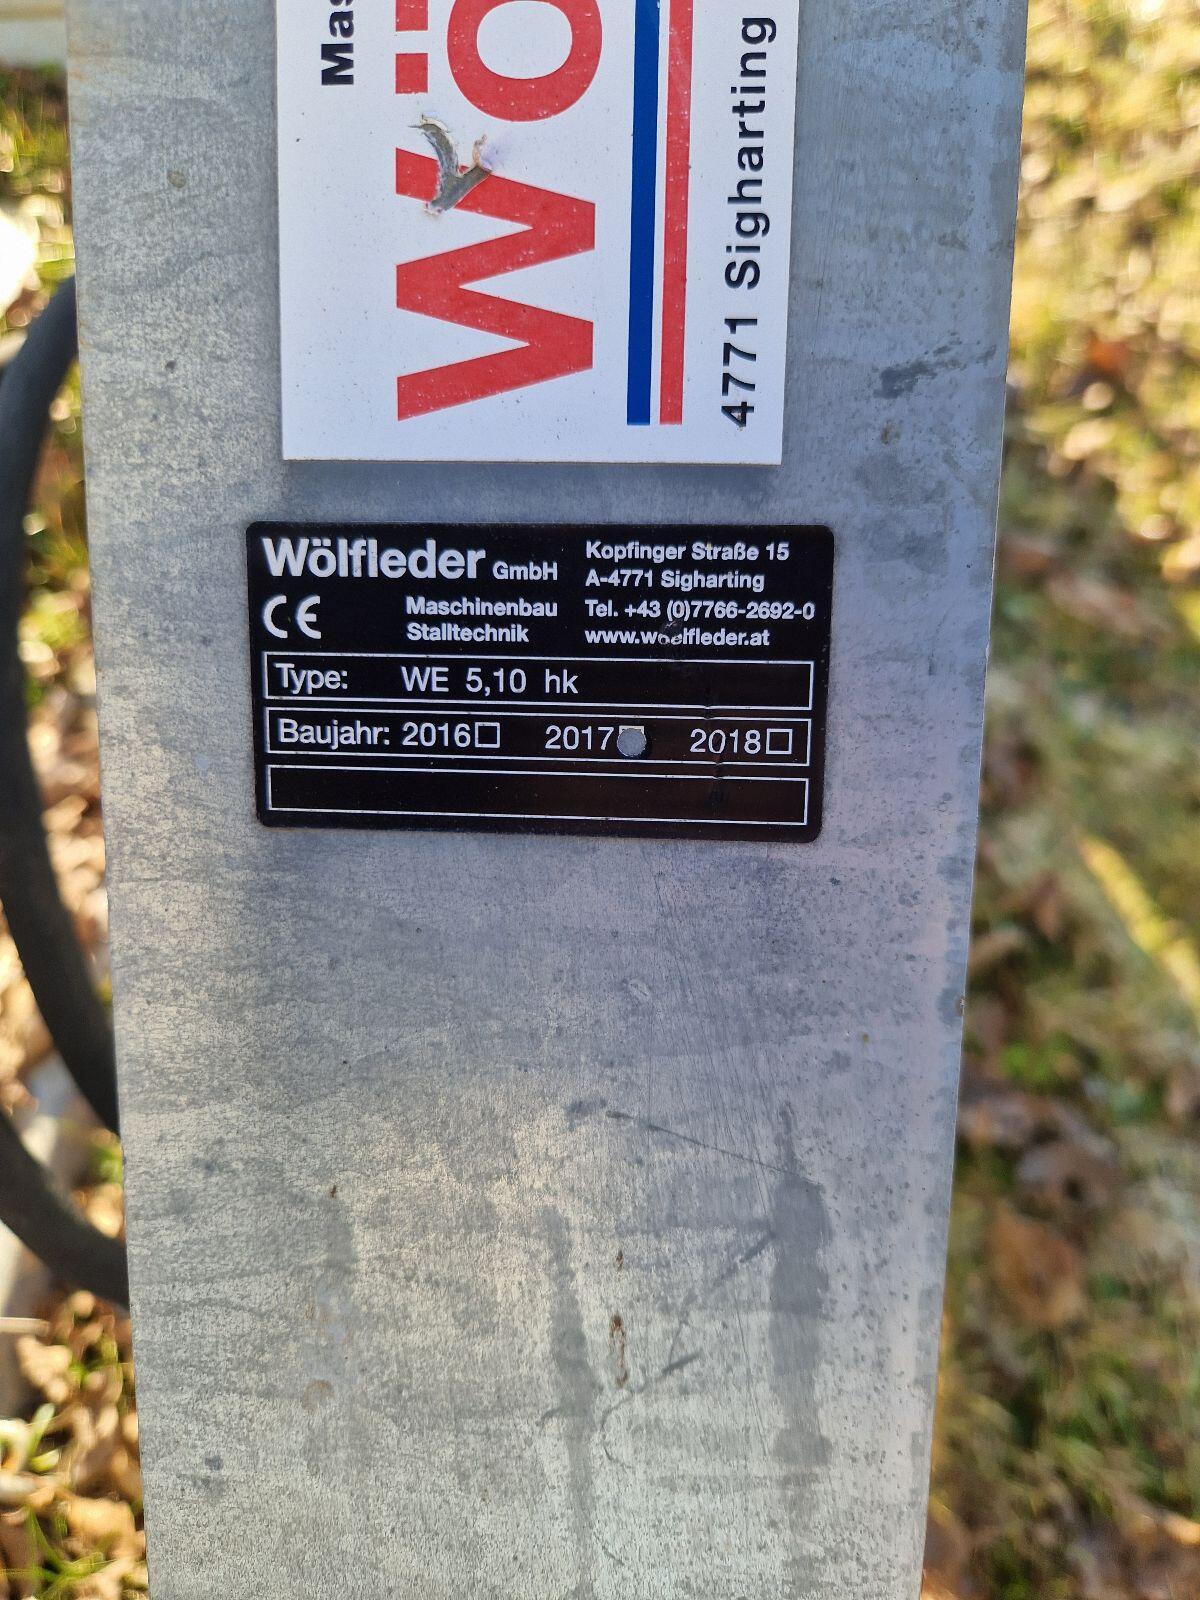 Mas
Wö
4771 Sigharting
Wölfleder GmbH
Kopfinger Straße 15
A-4771 Sigharting
CE
Maschinenbau
Stalltechnik
Tel. +43 (0)7766-2692-0
www.woelfleder.at
Type: WE 5,10 hk
Baujahr: 2016 2017 2018